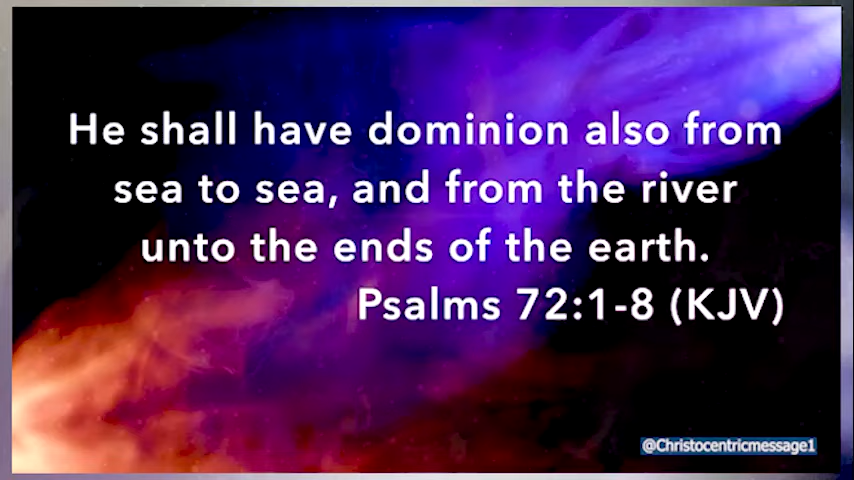 He shall have dominion also from
sea to sea, and from the river
unto the ends of the earth.
Psalms 72:1-8 (KJV)
@Christocentricmessage1